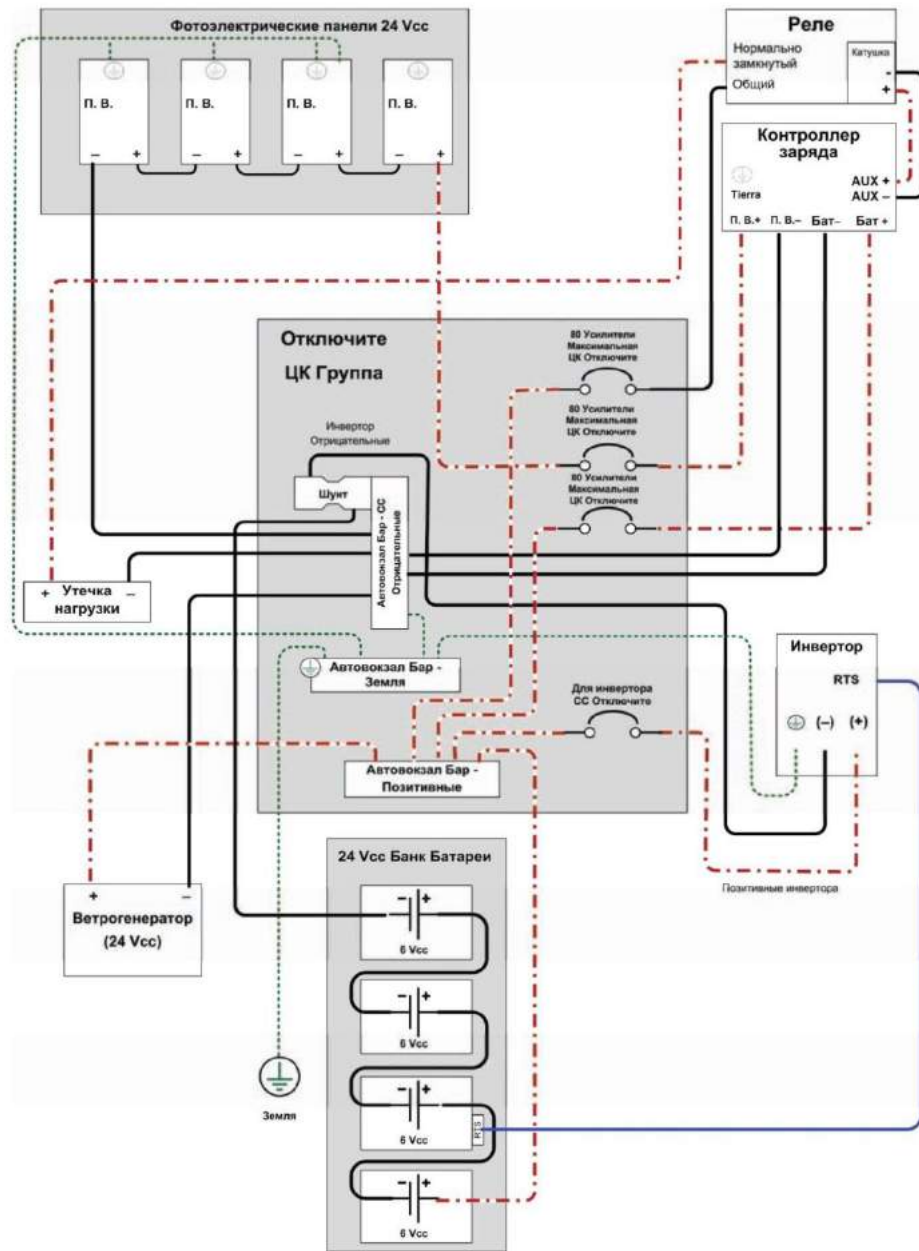 Фотоэлектрические панели 24 Vcc
П. В.
П. В.
П. В.
П. В.
– +
– +
– +
– +
Реле
Нормально
замкнутый
Общий
Катушка
-
+
Контроллер
заряда
Tierra
AUX +
AUX –
П. В.+ П. В.– Бат– Бат +
Отключите
ЦК Группа
80 Усилители
Максимальная
ЦК Отключите
80 Усилители
Максимальная
ЦК Отключите
80 Усилители
Максимальная
ЦК Отключите
Инвертор
Отрицательные
Шунт
Автовокзал Бар - СС
Отрицательные
+ Утечка –
нагрузки
Автовокзал Бар -
Земля
Для инвертора
СС Отключите
Автовокзал Бар -
Позитивные
Инвертор
RTS
(–) (+)
Позитивные инвертора
+ –
Ветрогенератор
(24 Vcc)
24 Vcc Банк Батареи
– +
6 Vcc
– +
6 Vcc
– +
6 Vcc
RTS
– +
6 Vcc
Земля